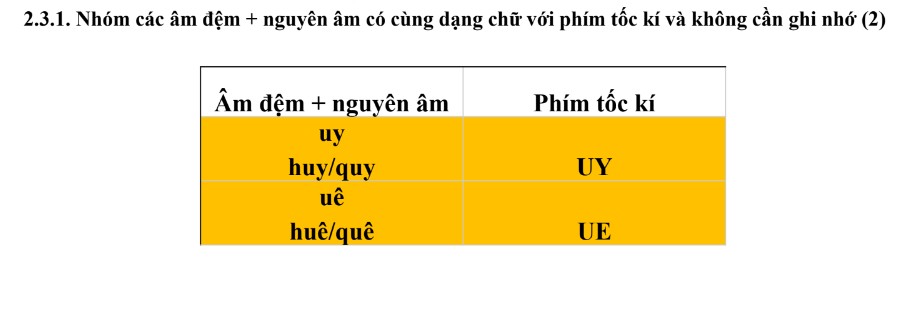 2.3.1. Nhóm các âm đệm + nguyên âm có cùng dạng chữ với phím tốc kí và không cần ghi nhớ (2)
Âm đệm + nguyên âm
Phím tốc kí
uy
huy/quy
UY
uê
huê/quê
UE